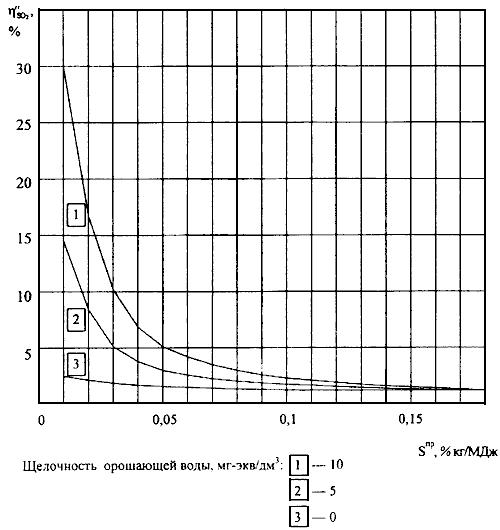 η″SO₂,
%
30
25
20
15
10
5
1
2
3
0 0,05 0,1 0,15
Sпр, % кг/МДж
Щелочность орошающей воды, мг-экв/дм³: 1 — 10
2 — 5
3 — 0